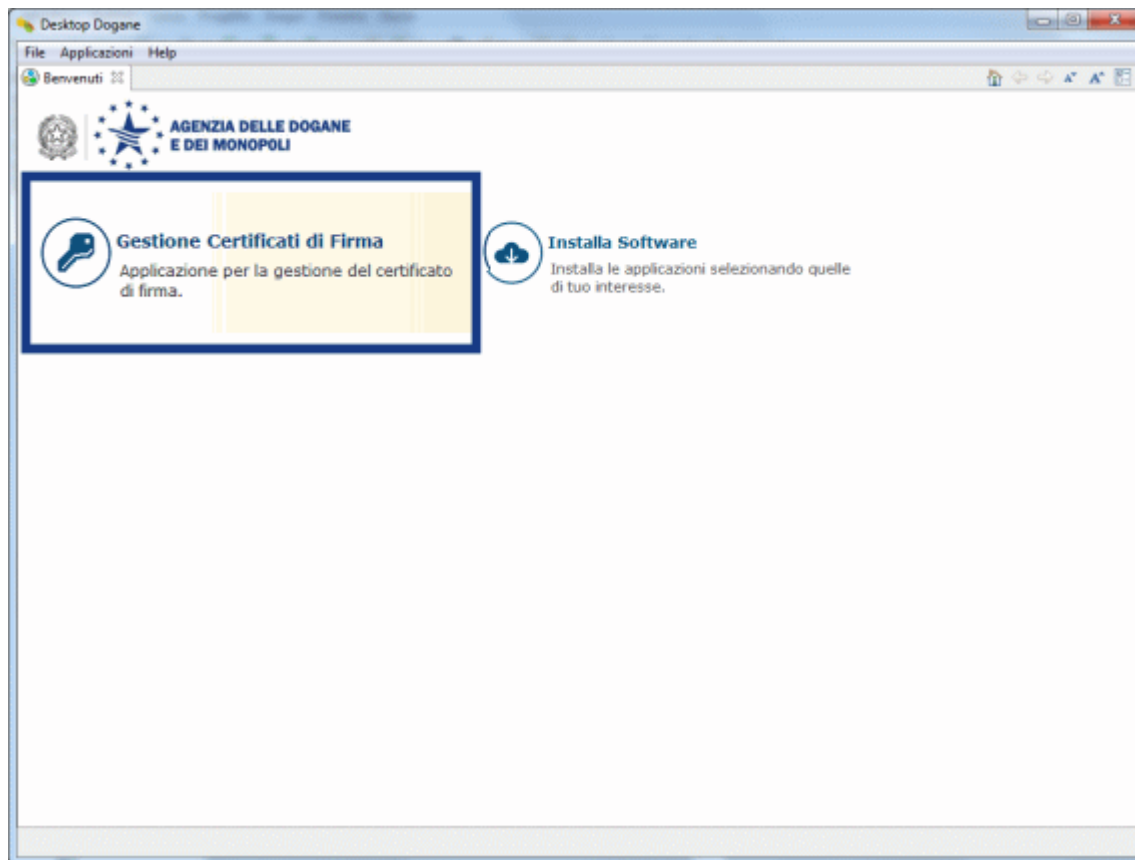 Desktop Dogane
File Applicazioni Help
Benvenuti
AGENZIA DELLE DOGANE
E DEI MONOPOLI
Gestione Certificati di Firma
Applicazione per la gestione del certificato
di firma.
Installa Software
Installa le applicazioni selezionando quelle
di tuo interesse.